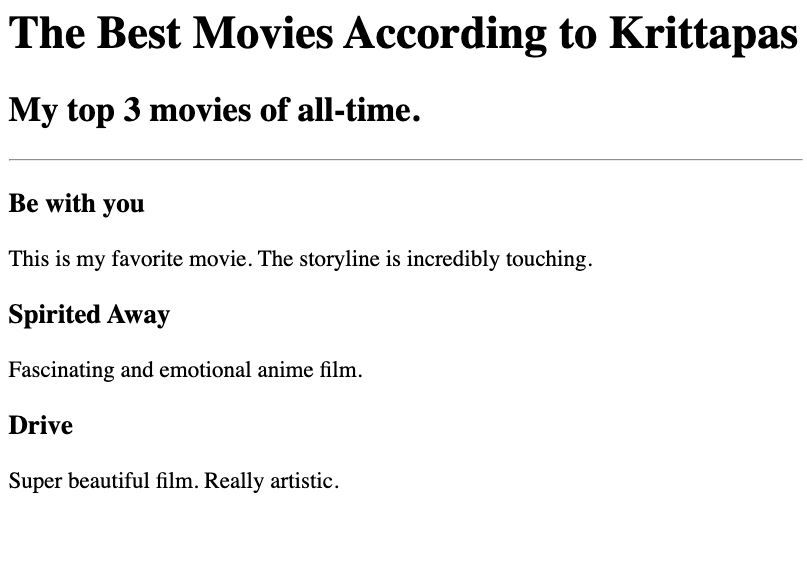 The Best Movies According to Krittapas
My top 3 movies of all-time.
Be with you
This is my favorite movie. The storyline is incredibly touching.
Spirited Away
Fascinating and emotional anime film.
Drive
Super beautiful film. Really artistic.